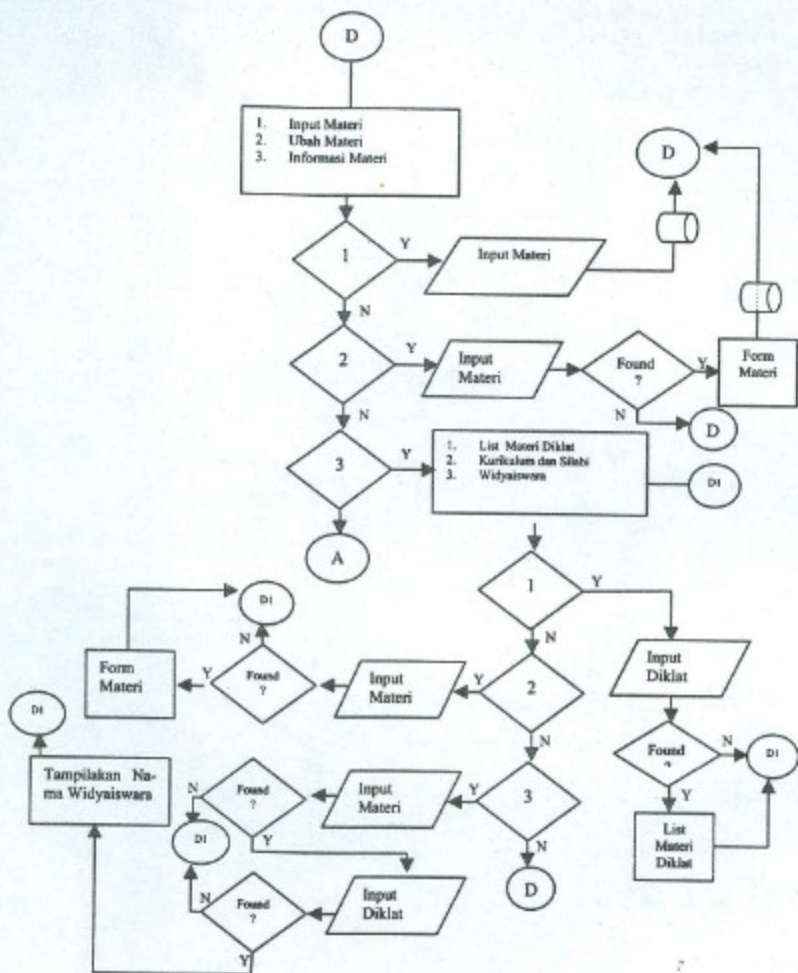 D
1. Input Materi
2. Ubah Materi
3. Informasi Materi
D
1
Y
Input Materi
N
2
Y
Input
Materi
Found
?
Y
Form
Materi
N
D
N
3
Y
1. List Materi Diklat
2. Kurikulum dan Silabi
3. Widyaiswara
D1
A
1
Y
N
Input
Diklat
D1
N
Form
Materi
Y
Found
?
Input
Materi
Y
2
D1
Found
?
N
D1
Y
List
Materi
Diklat
N
Tampilakan Na-
ma Widyaiswara
N
Found
?
Input
Materi
Y
3
D1
Y
N
D
N
Found
?
Input
Diklat
Y